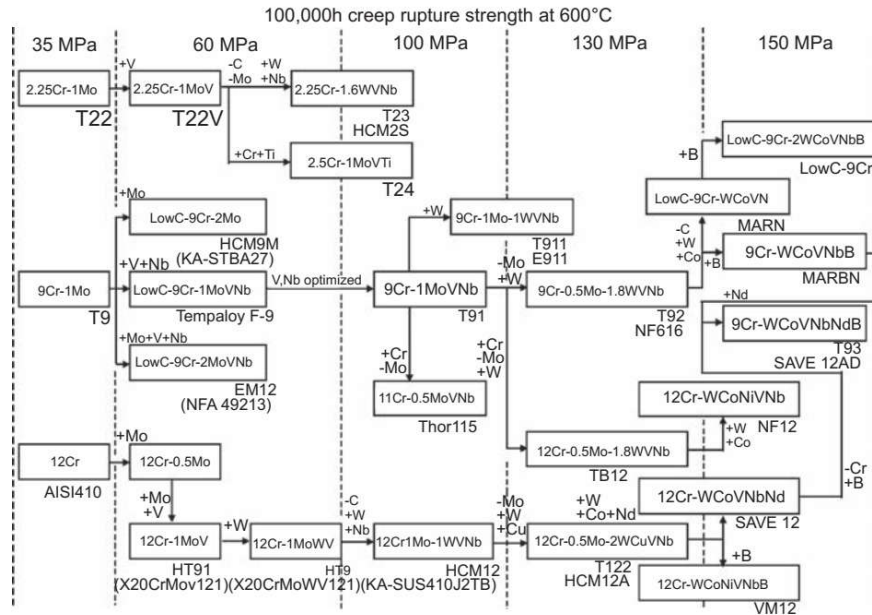 100,000h creep rupture strength at 600°C
35 MPa
60 MPa
100 MPa
130 MPa
150 MPa
2.25Cr-1Mo
T22
+V
2.25Cr-1MoV
T22V
-C
-Mo
+W
+Nb
2.25Cr-1.6WVNb
T23
HCM2S
+Cr+Ti
2.5Cr-1MoVTi
T24
9Cr-1Mo
T9
+Mo
LowC-9Cr-2Mo
HCM9M
(KA-STBA27)
+V+Nb
LowC-9Cr-1MoVNb
Tempaloy F-9
+Mo+V+Nb
LowC-9Cr-2MoVNb
EM12
(NFA 49213)
V,Nb optimized
9Cr-1MoVNb
T91
+W
9Cr-1Mo-1WVNb
T911
E911
+Cr
-Mo
11Cr-0.5MoVNb
Thor115
-Mo
+W
9Cr-0.5Mo-1.8WVNb
T92
NF616
+Cr
-Mo
+W
12Cr-0.5Mo-1.8WVNb
TB12
-C
+W
+Co
LowC-9Cr-WCoVN
MARN
+B
LowC-9Cr-2WCoVNbB
LowC-9Cr
+B
9Cr-WCoVNbB
MARBN
+Nd
9Cr-WCoVNbNdB
T93
SAVE 12AD
+W
+Co
12Cr-WCoNiVNb
NF12
12Cr
AISI410
+Mo
12Cr-0.5Mo
+Mo
+V
12Cr-1MoV
HT91
(X20CrMov121)
+W
12Cr-1MoWV
HT9
(X20CrMoWV121)
-C
+W
+Nb
12Cr1Mo-1WVNb
HCM12
(KA-SUS410J2TB)
-Mo
+W
+Cu
12Cr-0.5Mo-2WCuVNb
T122
HCM12A
+W
+Co+Nd
12Cr-WCoVNbNd
SAVE 12
-Cr
+B
+B
12Cr-WCoNiVNbB
VM12